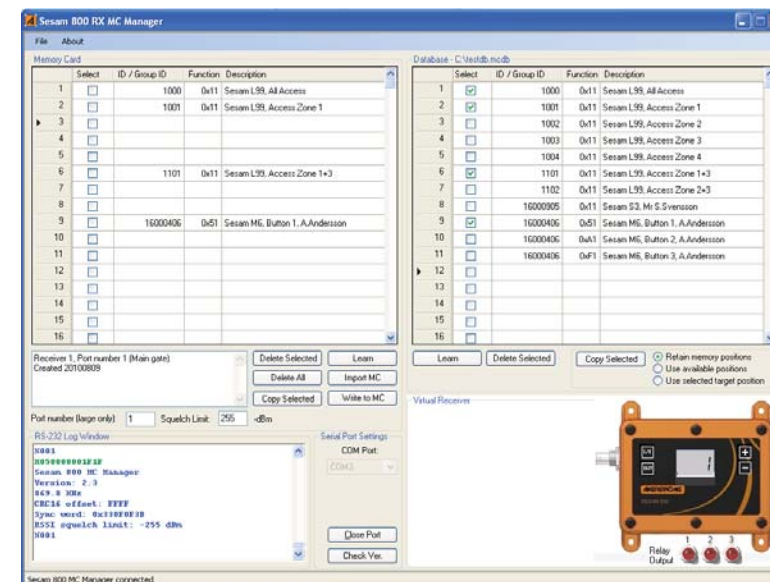 Sesam 800 RX MC Manager
File About
Memory Card
Select ID / Group ID Function Description
1 1000 0x11 Sesam L99, All Access
2 1001 0x11 Sesam L99, Access Zone 1
3
4
5
6 1101 0x11 Sesam L99, Access Zone 1+3
7
8
9 16000406 0x51 Sesam M6, Button 1, A.Andersson
10
11
12
13
14
15
16
Database - C:\testdb.mcdb
Select ID / Group ID Function Description
1 1000 0x11 Sesam L99, All Access
2 1001 0x11 Sesam L99, Access Zone 1
3 1002 0x11 Sesam L99, Access Zone 2
4 1003 0x11 Sesam L99, Access Zone 3
5 1004 0x11 Sesam L99, Access Zone 4
6 1101 0x11 Sesam L99, Access Zone 1+3
7 1102 0x11 Sesam L99, Access Zone 2+3
8 16000905 0x11 Sesam S3, Mr S.Svensson
9 16000406 0x51 Sesam M6, Button 1, A.Andersson
10 16000406 0xA1 Sesam M6, Button 2, A.Andersson
11 16000406 0xF1 Sesam M6, Button 3, A.Andersson
12
13
14
15
16
Receiver 1, Port number 1 (Main gate)
Created 20100809
Delete Selected Learn
Delete All Import MC
Copy Selected Write to MC
Port number (large only) 1 Squelch Limit: 255 -dBm
Learn Delete Selected Copy Selected
Retain memory positions
Use available positions
Use selected target position
RS-232 Log Window
N001
Sesam 800 MC Manager
Version: 2.3
869.8 MHz
CRC16 offset: FFFF
Sync word: 0x330F0F3B
RSSI squelch limit: -255 dBm
N001
Serial Port Settings
COM Port:
COM3
Close Port
Check Ver.
Virtual Receiver
1
+
-
Relay
Output
1 2 3
Sesam 800 MC Manager connected.